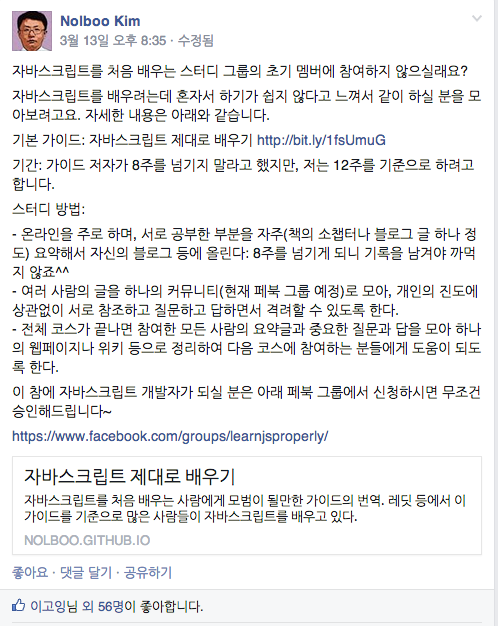 Nolboo Kim
3월 13일 오후 8:35 · 수정됨
자바스크립트를 처음 배우는 스터디 그룹의 초기 멤버에 참여하지 않으실래요?
자바스크립트를 배우려는데 혼자서 하기가 쉽지 않다고 느껴서 같이 하실 분을 모
아보려고요. 자세한 내용은 아래와 같습니다.
기본 가이드: 자바스크립트 제대로 배우기 http://bit.ly/1fsUmuG
기간: 가이드 저자가 8주를 넘기지 말라고 했지만, 저는 12주를 기준으로 하려고
합니다.
스터디 방법:
- 온라인을 주로 하며, 서로 공부한 부분을 자주(책의 소챕터나 블로그 글 하나 정
도) 요약해서 자신의 블로그 등에 올린다: 8주를 넘기게 되니 기록을 남겨야 까먹
지 않죠^^
- 여러 사람의 글을 하나의 커뮤니티(현재 페북 그룹 예정)로 모아, 개인의 진도에
상관없이 서로 참조하고 질문하고 답하면서 격려할 수 있도록 한다.
- 전체 코스가 끝나면 참여한 모든 사람의 요약글과 중요한 질문과 답을 모아 하나
의 웹페이지나 위키 등으로 정리하여 다음 코스에 참여하는 분들에게 도움이 되도
록 한다.
이 참에 자바스크립트 개발자가 되실 분은 아래 페북 그룹에서 신청하시면 무조건
승인해드립니다~
https://www.facebook.com/groups/learnjsproperly/
자바스크립트 제대로 배우기
자바스크립트를 처음 배우는 사람에게 모범이 될만한 가이드의 번역. 레딧 등에서 이
가이드를 기준으로 많은 사람들이 자바스크립트를 배우고 있다.
NOLBOO.GITHUB.IO
좋아요 · 댓글 달기 · 공유하기
이고잉님 외 56명이 좋아합니다.